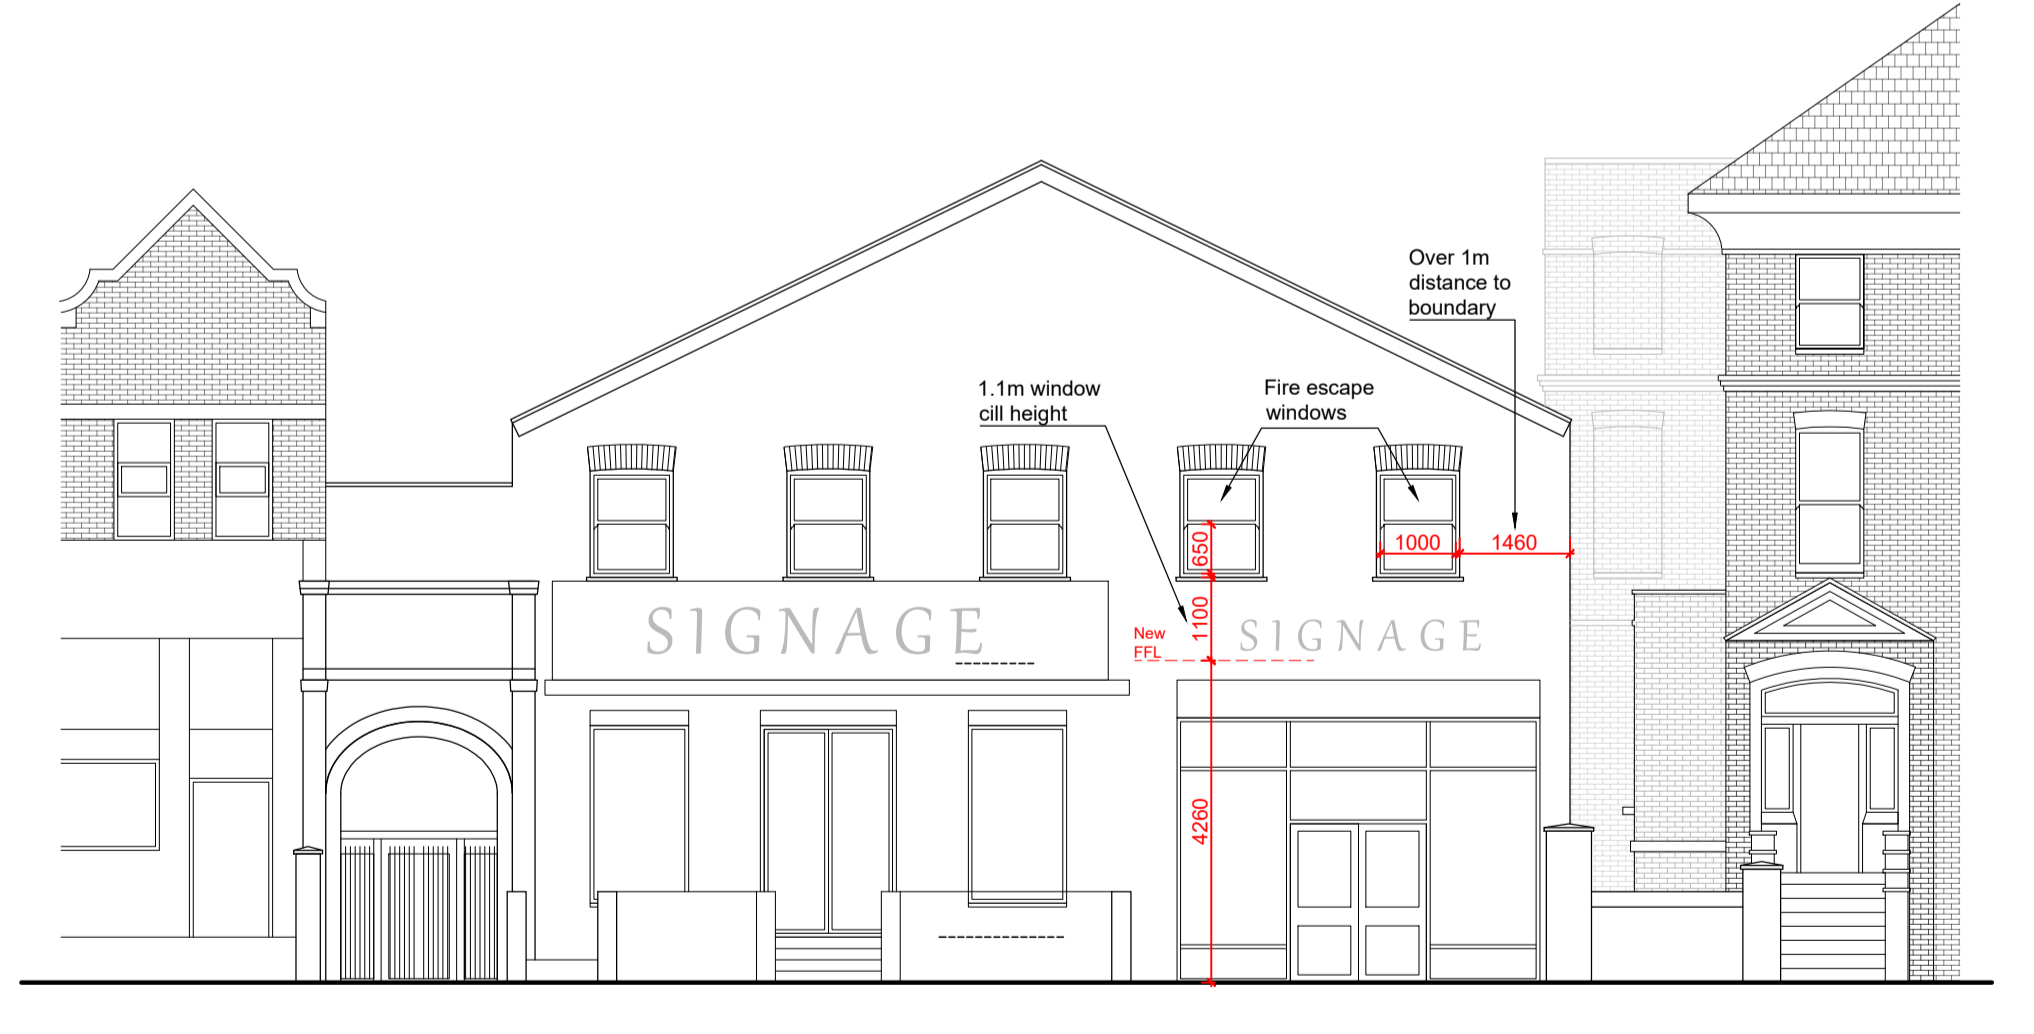 Over 1m
distance to
boundary
1.1m window
cill height
Fire escape
windows
650
1000
1460
SIGNAGE
1100
SIGNAGE
New
FFL
4260